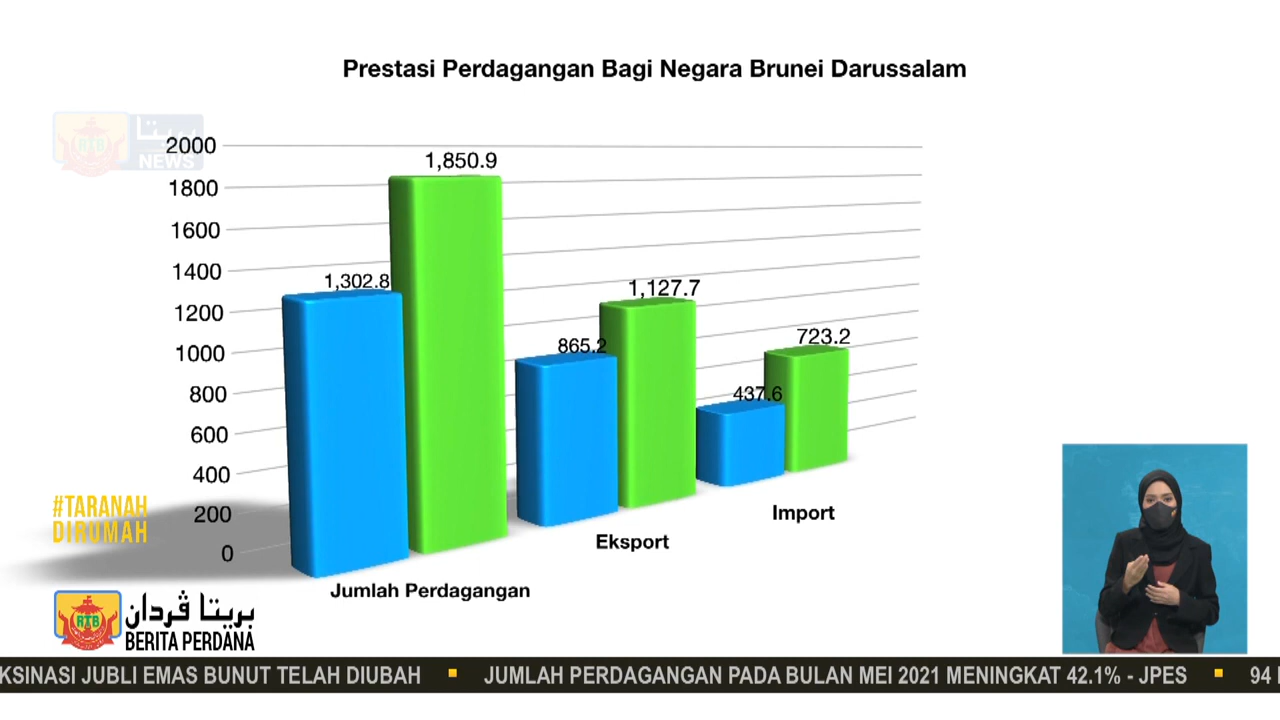 Prestasi Perdagangan Bagi Negara Brunei Darussalam
بريتا
RTB
NEWS
2000
1800
1600
1400
1200
1000
800
600
400
200
0
1,302.8
1,850.9
865.2
1,127.7
437.6
723.2
Jumlah Perdagangan
Eksport
Import
#TARANAH
DIRUMAH
RTB
بريتا ڤردان
BERITA PERDANA
KSINASI JUBLI EMAS BUNUT TELAH DIUBAH ▪ JUMLAH PERDAGANGAN PADA BULAN MEI 2021 MENINGKAT 42.1% - JPES ▪ 94